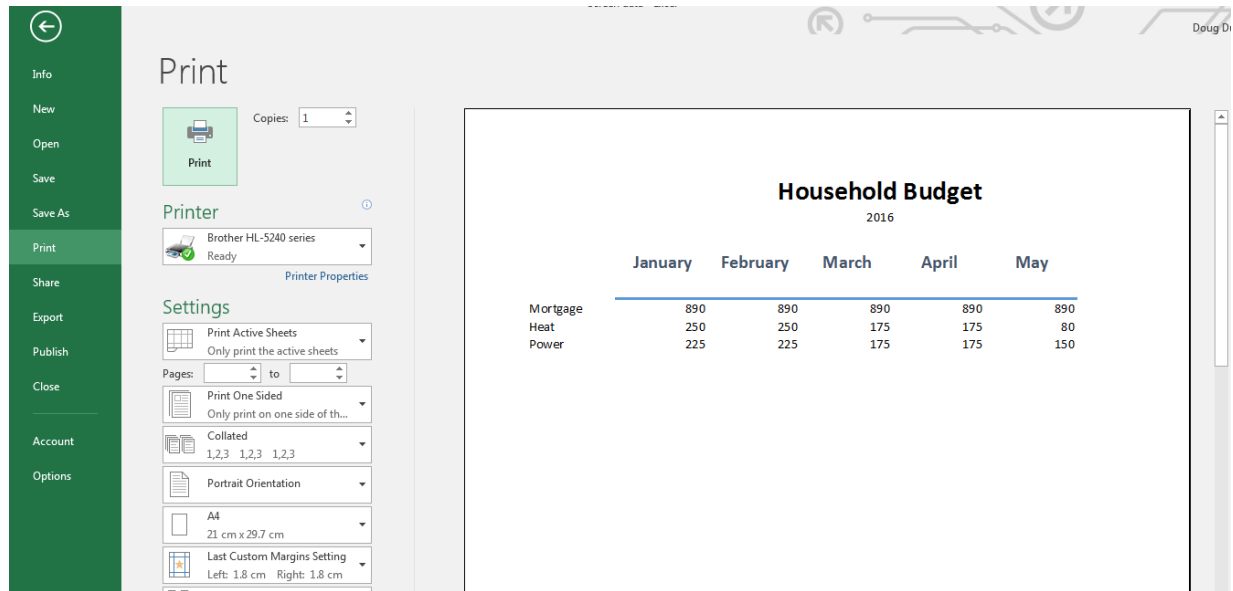 Doug D
Info
New
Open
Save
Save As
Print
Share
Export
Publish
Close
Account
Options
Print
Copies: 1
Print
Printer
Brother HL-5240 series
Ready
Printer Properties
Settings
Print Active Sheets
Only print the active sheets
Pages: to
Print One Sided
Only print on one side of th...
Collated
1,2,3 1,2,3 1,2,3
Portrait Orientation
A4
21 cm x 29.7 cm
Last Custom Margins Setting
Left: 1.8 cm Right: 1.8 cm
Household Budget
2016
January February March April May
Mortgage 890 890 890 890 890
Heat 250 250 175 175 80
Power 225 225 175 175 150